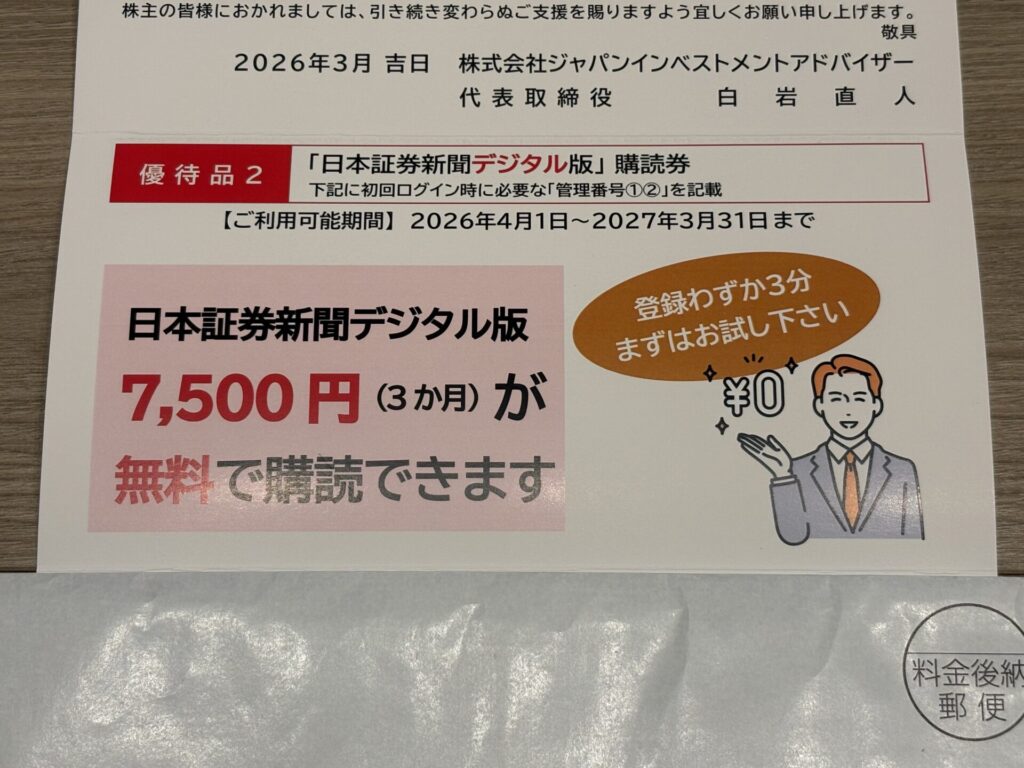 株主の皆様におかれましては、引き続き変わらぬご支援を賜りますよう宜しくお願い申し上げます。
敬具
2026年3月 吉日　株式会社ジャパンインベストメントアドバイザー
代表取締役　白岩直人
優待品2
「日本証券新聞デジタル版」購読券
下記に初回ログイン時に必要な「管理番号①②」を記載
【ご利用可能期間】 2026年4月1日～2027年3月31日まで
日本証券新聞デジタル版
7,500円（3か月）が
無料で購読できます
登録わずか3分
まずはお試し下さい
¥0
料金後納
郵便